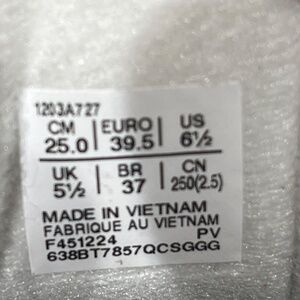 1203A727
CM | EURO | US
25.0 | 39.5 | 6½
UK | BR | CN
5½ | 37 | 250(2.5)
MADE IN VIETNAM
FABRIQUE AU VIETNAM
F451224 PV
638BT7857QCSGGG